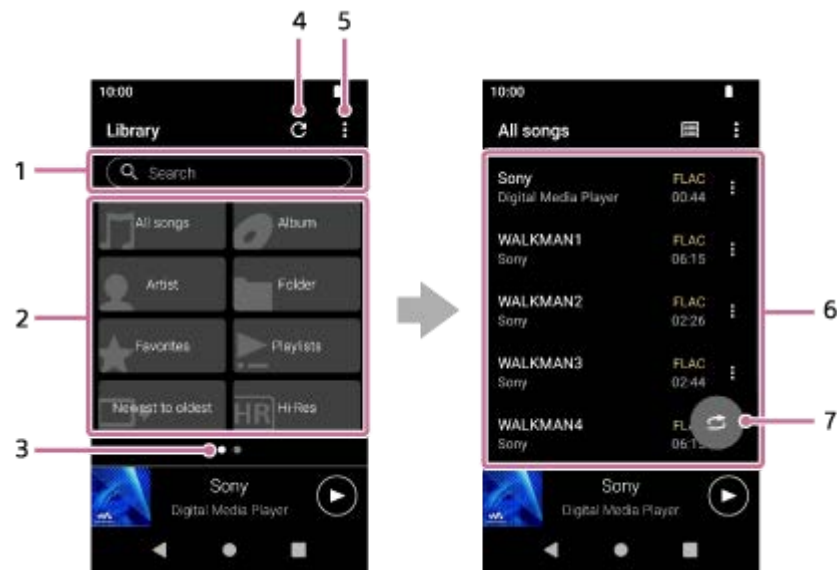 4 5
10:00
Library
1
Search
2
All songs
Album
Artist
Folder
Favorites
Playlists
Newest to oldest
HR Hi-Res
3
Sony
Digital Media Player
10:00
All songs
Sony FLAC
Digital Media Player 00:44
WALKMAN1 FLAC
Sony 06:15
WALKMAN2 FLAC
Sony 02:26
6
WALKMAN3 FLAC
Sony 02:44
7
WALKMAN4
Sony
Sony
Digital Media Player